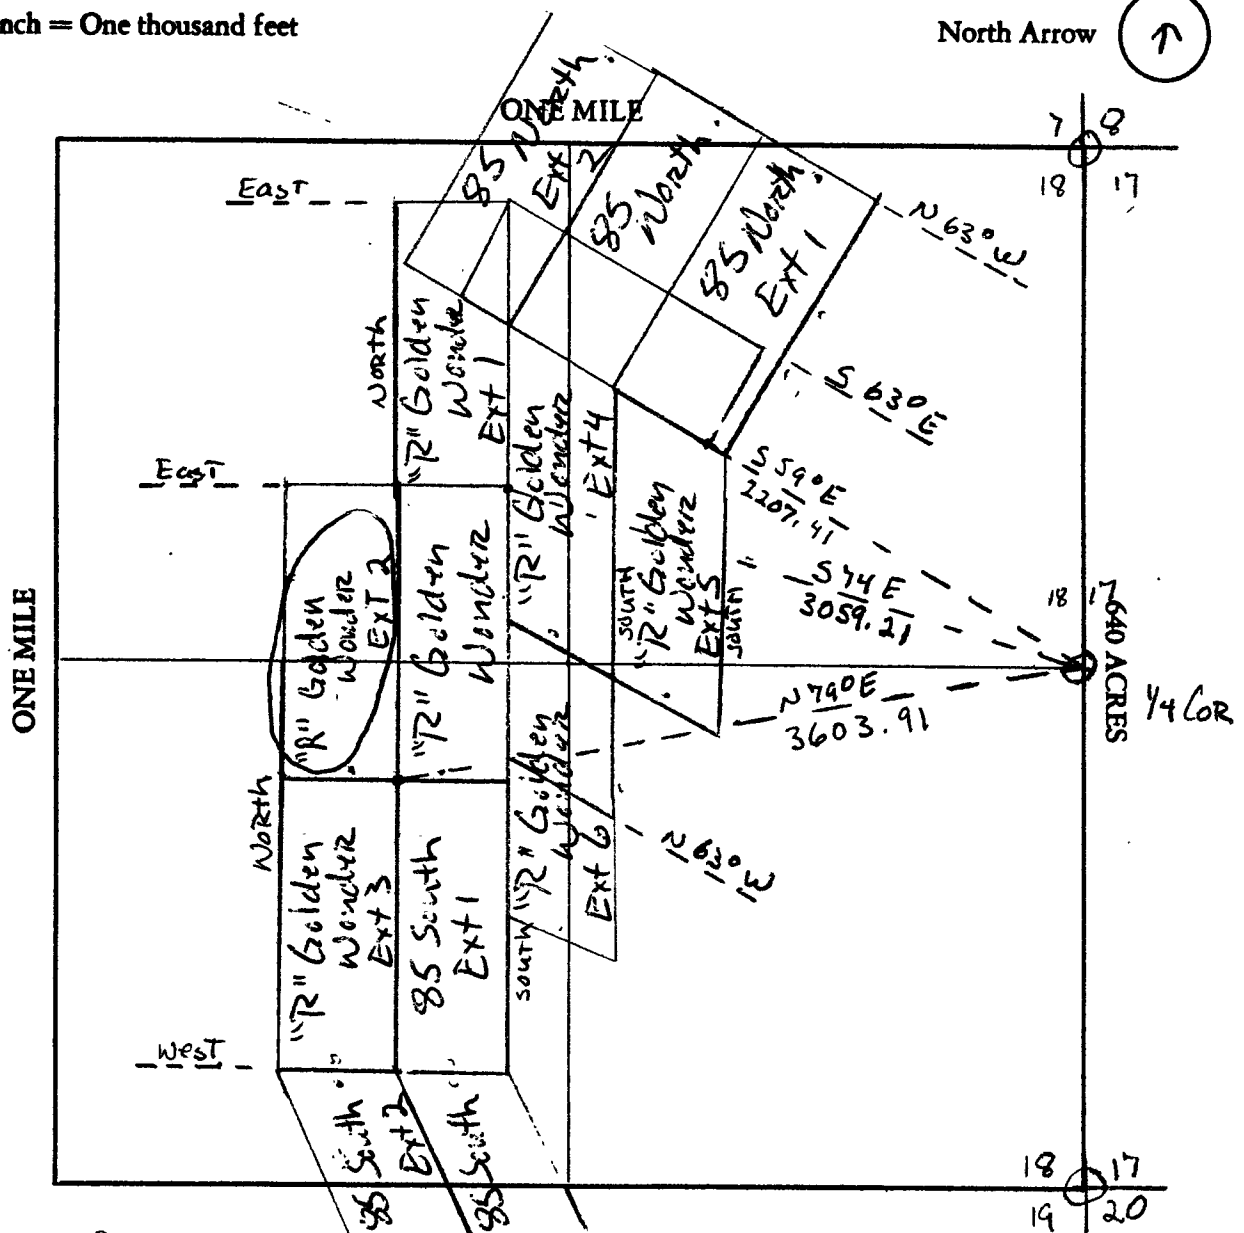 nch = One thousand feet
North Arrow
ONE MILE
7 8
18 17
East
85 North
Ext 2
85
North
85 North
Ext 1
N 63° W
North
"R" Golden
Wonder
Ext 1
S 63° E
East
"R" Golden
Wonder
Ext 4
S 59° E
2207.41
"R" Golden
Wonder
Ext 2
"R" Golden
Wonder
South
"R" Golden
Wonder
Ext 5
South
S 74 E
3059.21
18 17
ONE MILE
640 ACRES
1/4 COR
N 79° E
3603.91
North
"R" Golden
Wonder
Ext 3
85 South
Ext 1
South
"R" Golden
Wonder
Ext 6
N 63° W
West
85 South
Ext 2
85 South
18 17
19 20